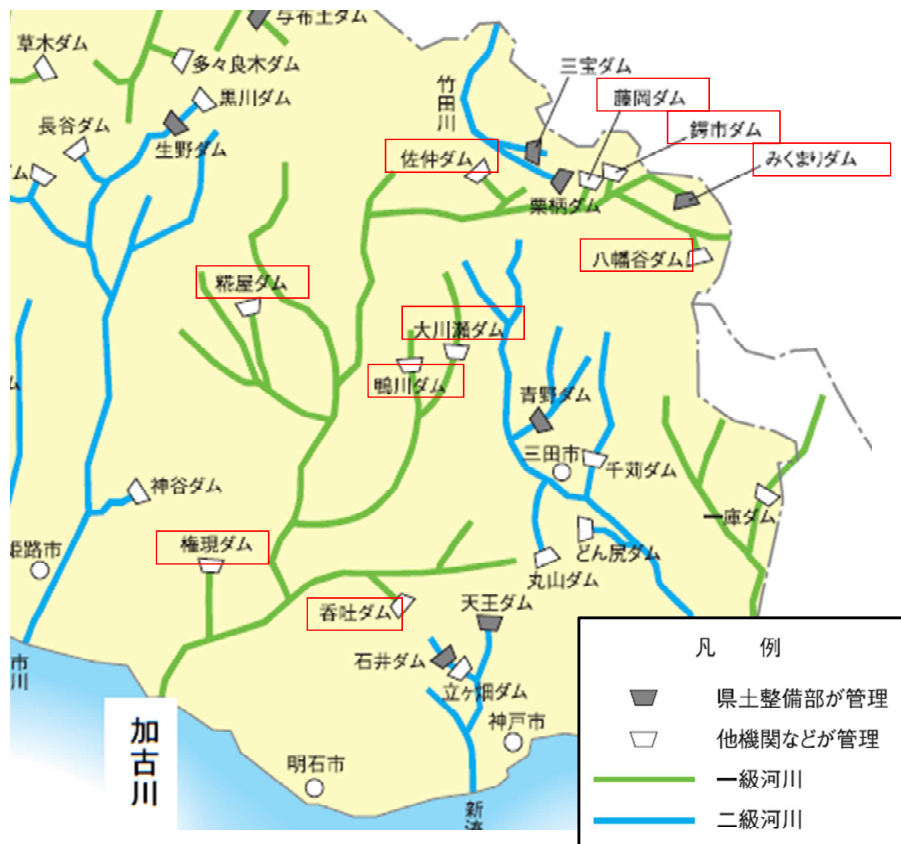 与布土ダム
草木ダム
多々良木ダム
三宝ダム
竹田川
黒川ダム
藤岡ダム
長谷ダム
鍔市ダム
生野ダム
佐仲ダム
みくまりダム
ム
栗柄ダム
八幡谷ダム
糀屋ダム
大川瀬ダム
鴨川ダム
青野ダム
三田市
千苅ダム
神谷ダム
一庫ダム
権現ダム
姫路市
どん尻ダム
丸山ダム
呑吐ダム
天王ダム
石井ダム
市川
立ヶ畑ダム
神戸市
加古川
明石市
新湊
凡 例
県土整備部が管理
他機関などが管理
一級河川
二級河川